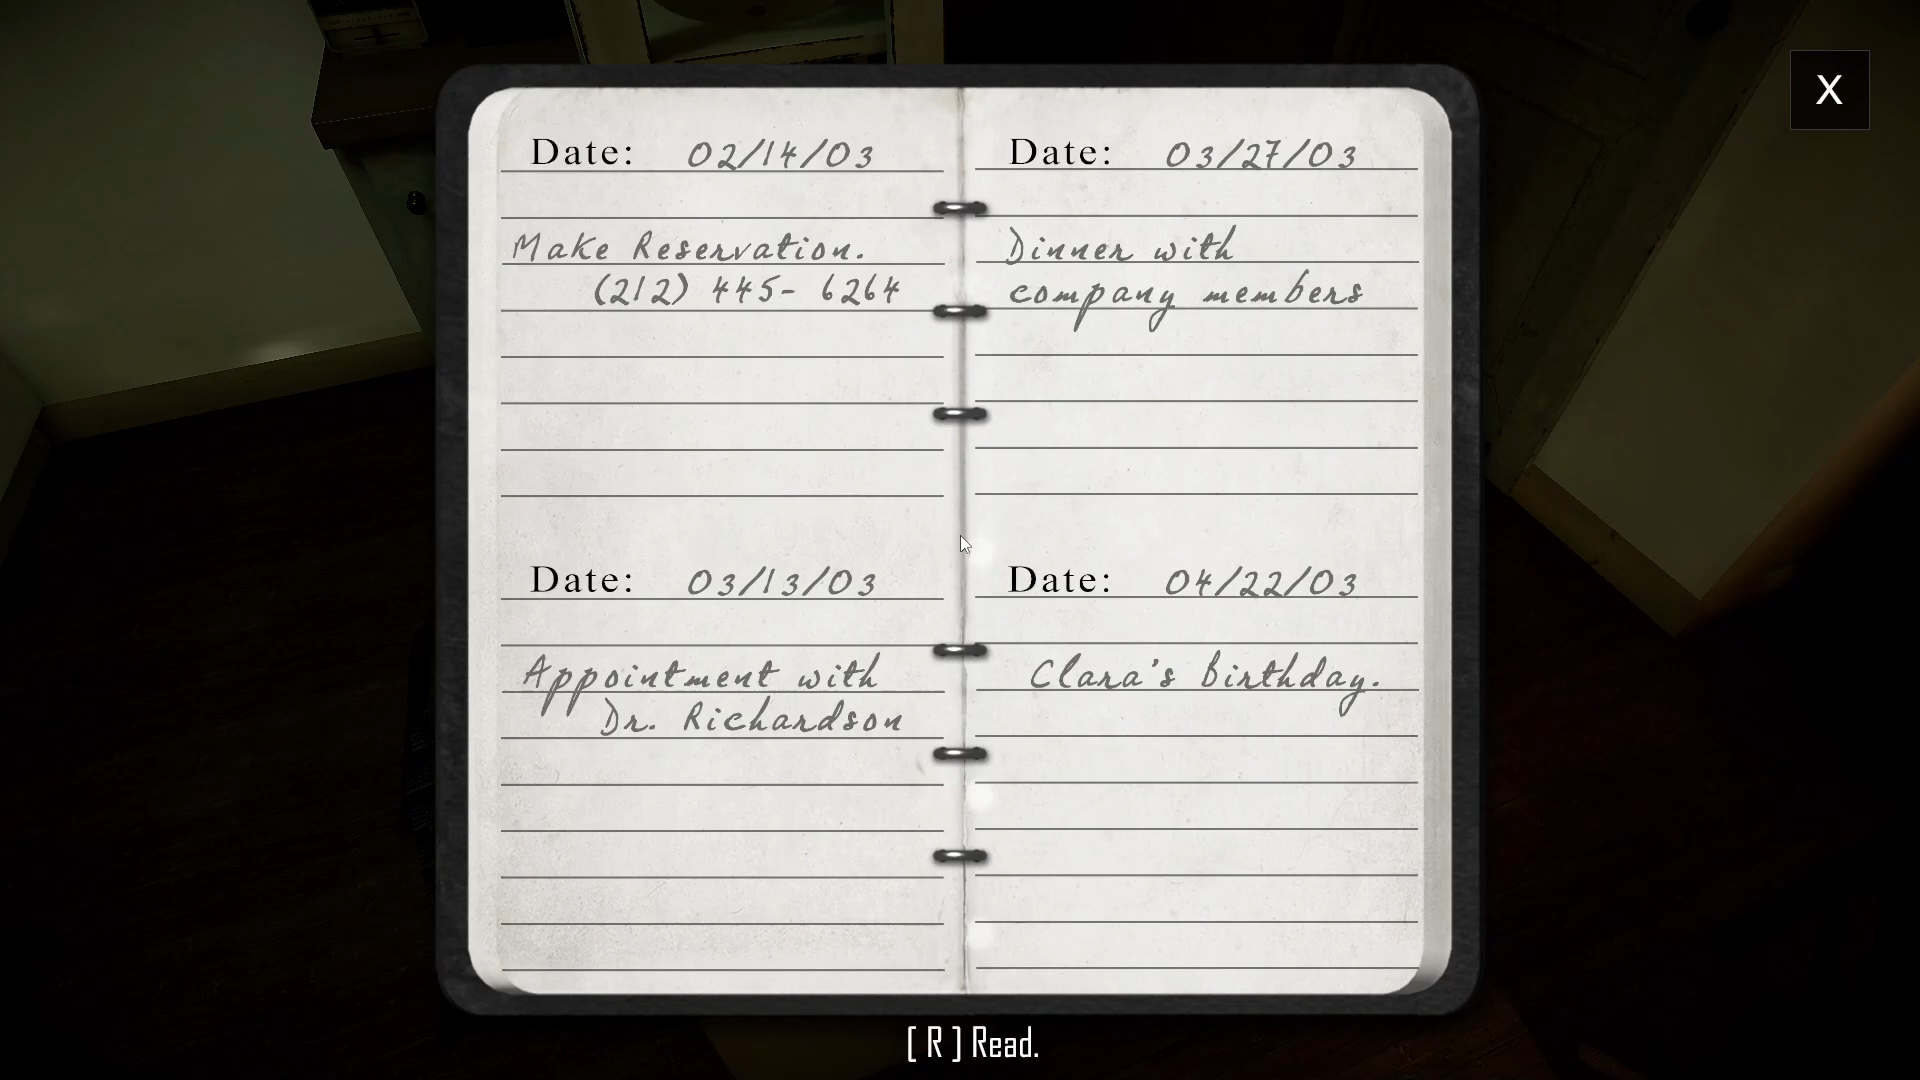 X
Date: 02/14/03
Make Reservation.
(212) 445- 6264
Date: 03/13/03
Appointment with
Dr. Richardson
Date: 03/27/03
Dinner with
company members
Date: 04/22/03
Clara's Birthday.
[ R ] Read.